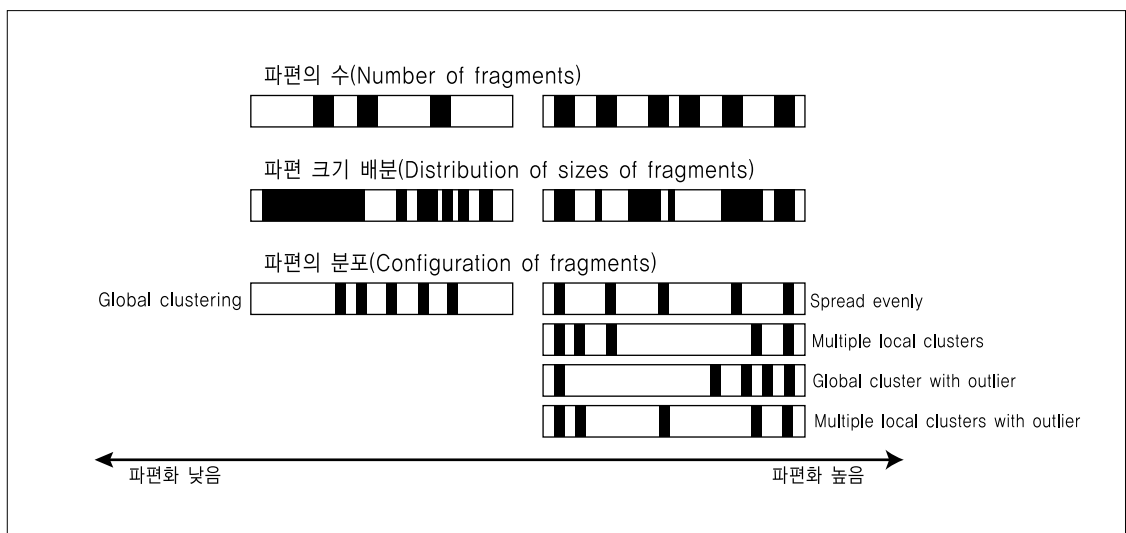 파편의 수(Number of fragments)
파편 크기 배분(Distribution of sizes of fragments)
파편의 분포(Configuration of fragments)
Global clustering
Spread evenly
Multiple local clusters
Global cluster with outlier
Multiple local clusters with outlier
파편화 낮음
파편화 높음